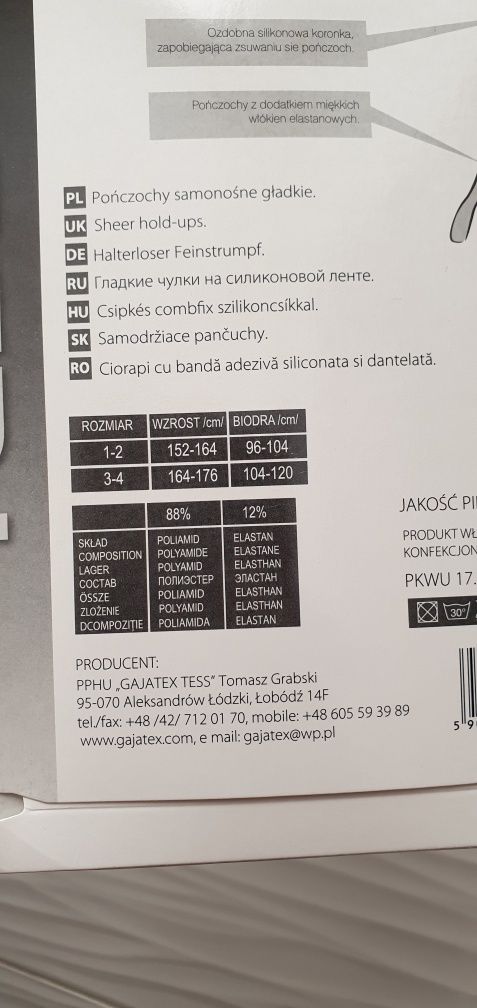 Ozdobna silikonowa koronka,
zapobiegająca zsuwaniu sie pończoch.
Pończochy z dodatkiem miękkich
włókien elastanowych.
PL Pończochy samonośne gładkie.
UK Sheer hold-ups.
DE Halterloser Feinstrumpf.
RU Гладкие чулки на силиконовой ленте.
HU Csipkés combfix szilikoncsíkkal.
SK Samodržiace pančuchy.
RO Ciorapi cu bandă adezivă siliconata si dantelată.
ROZMIAR WZROST /cm/ BIODRA /cm/
1-2 152-164 96-104
3-4 164-176 104-120
88% 12%
SKŁAD POLIAMID ELASTAN
COMPOSITION POLYAMIDE ELASTANE
LAGER POLYAMID ELASTHAN
СОСТАВ ПОЛИЭСТЕР ЭЛАСТАН
ÖSSZE POLIAMID ELASTHAN
ZLOŽENIE POLYAMID ELASTHAN
DCOMPOZIȚIE POLIAMIDA ELASTAN
JAKOŚĆ
PRODUKT
PKWU 17.
30°
PRODUCENT:
PPHU „GAJATEX TESS” Tomasz Grabski
95-070 Aleksandrów Łódzki, Łobódź 14F
tel./fax: +48 /42/ 712 01 70, mobile: +48 605 59 39 89
www.gajatex.com, e mail: gajatex@wp.pl
5 9